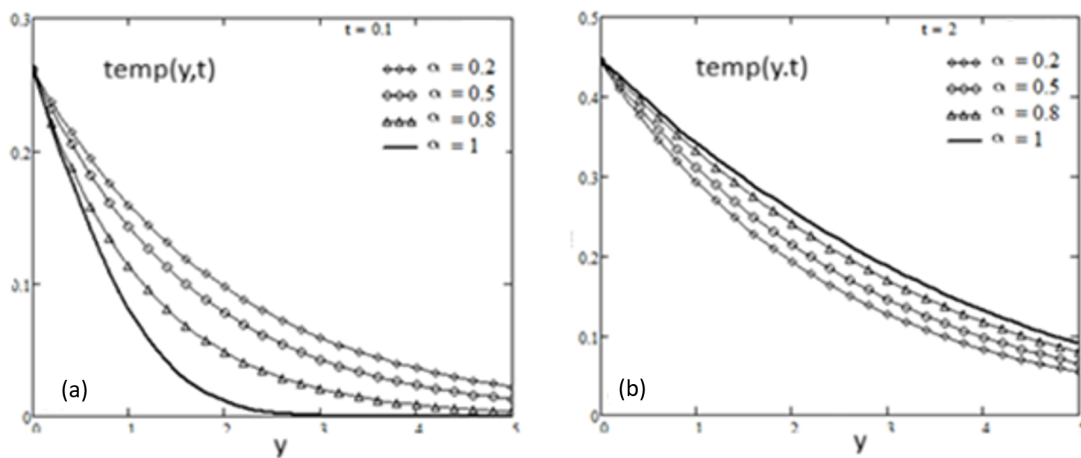 0.3
t = 0.1
temp(y,t)
α = 0.2
α = 0.5
α = 0.8
α = 1
0.2
0.1
(a)
0
0
1
2
3
4
5
y
0.5
t = 2
temp(y.t)
α = 0.2
α = 0.5
α = 0.8
α = 1
0.4
0.3
0.2
0.1
(b)
0.0
0
1
2
3
4
5
y